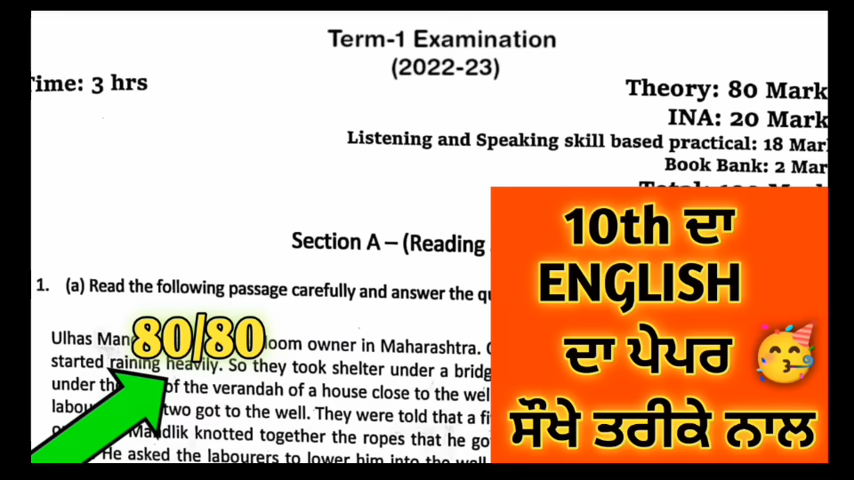 Term-1 Examination
(2022-23)
Time: 3 hrs
Theory: 80 Mark
INA: 20 Mark
Listening and Speaking skill based practical: 18 Mar
Book Bank: 2 Mar
Section A – (Reading
1. (a) Read the following passage carefully and answer the qu
Ulhas Man 80/80 loom owner in Maharashtra.
started raining heavily. So they took shelter under a bridg
under th of the verandah of a house close to the wel
labou two got to the well. They were told that a fi
Mandlik knotted together the ropes that he go
He asked the labourers to lower him into the well
10th ਦਾ
ENGLISH
ਦਾ ਪੇਪਰ
ਸੌਖੇ ਤਰੀਕੇ ਨਾਲ